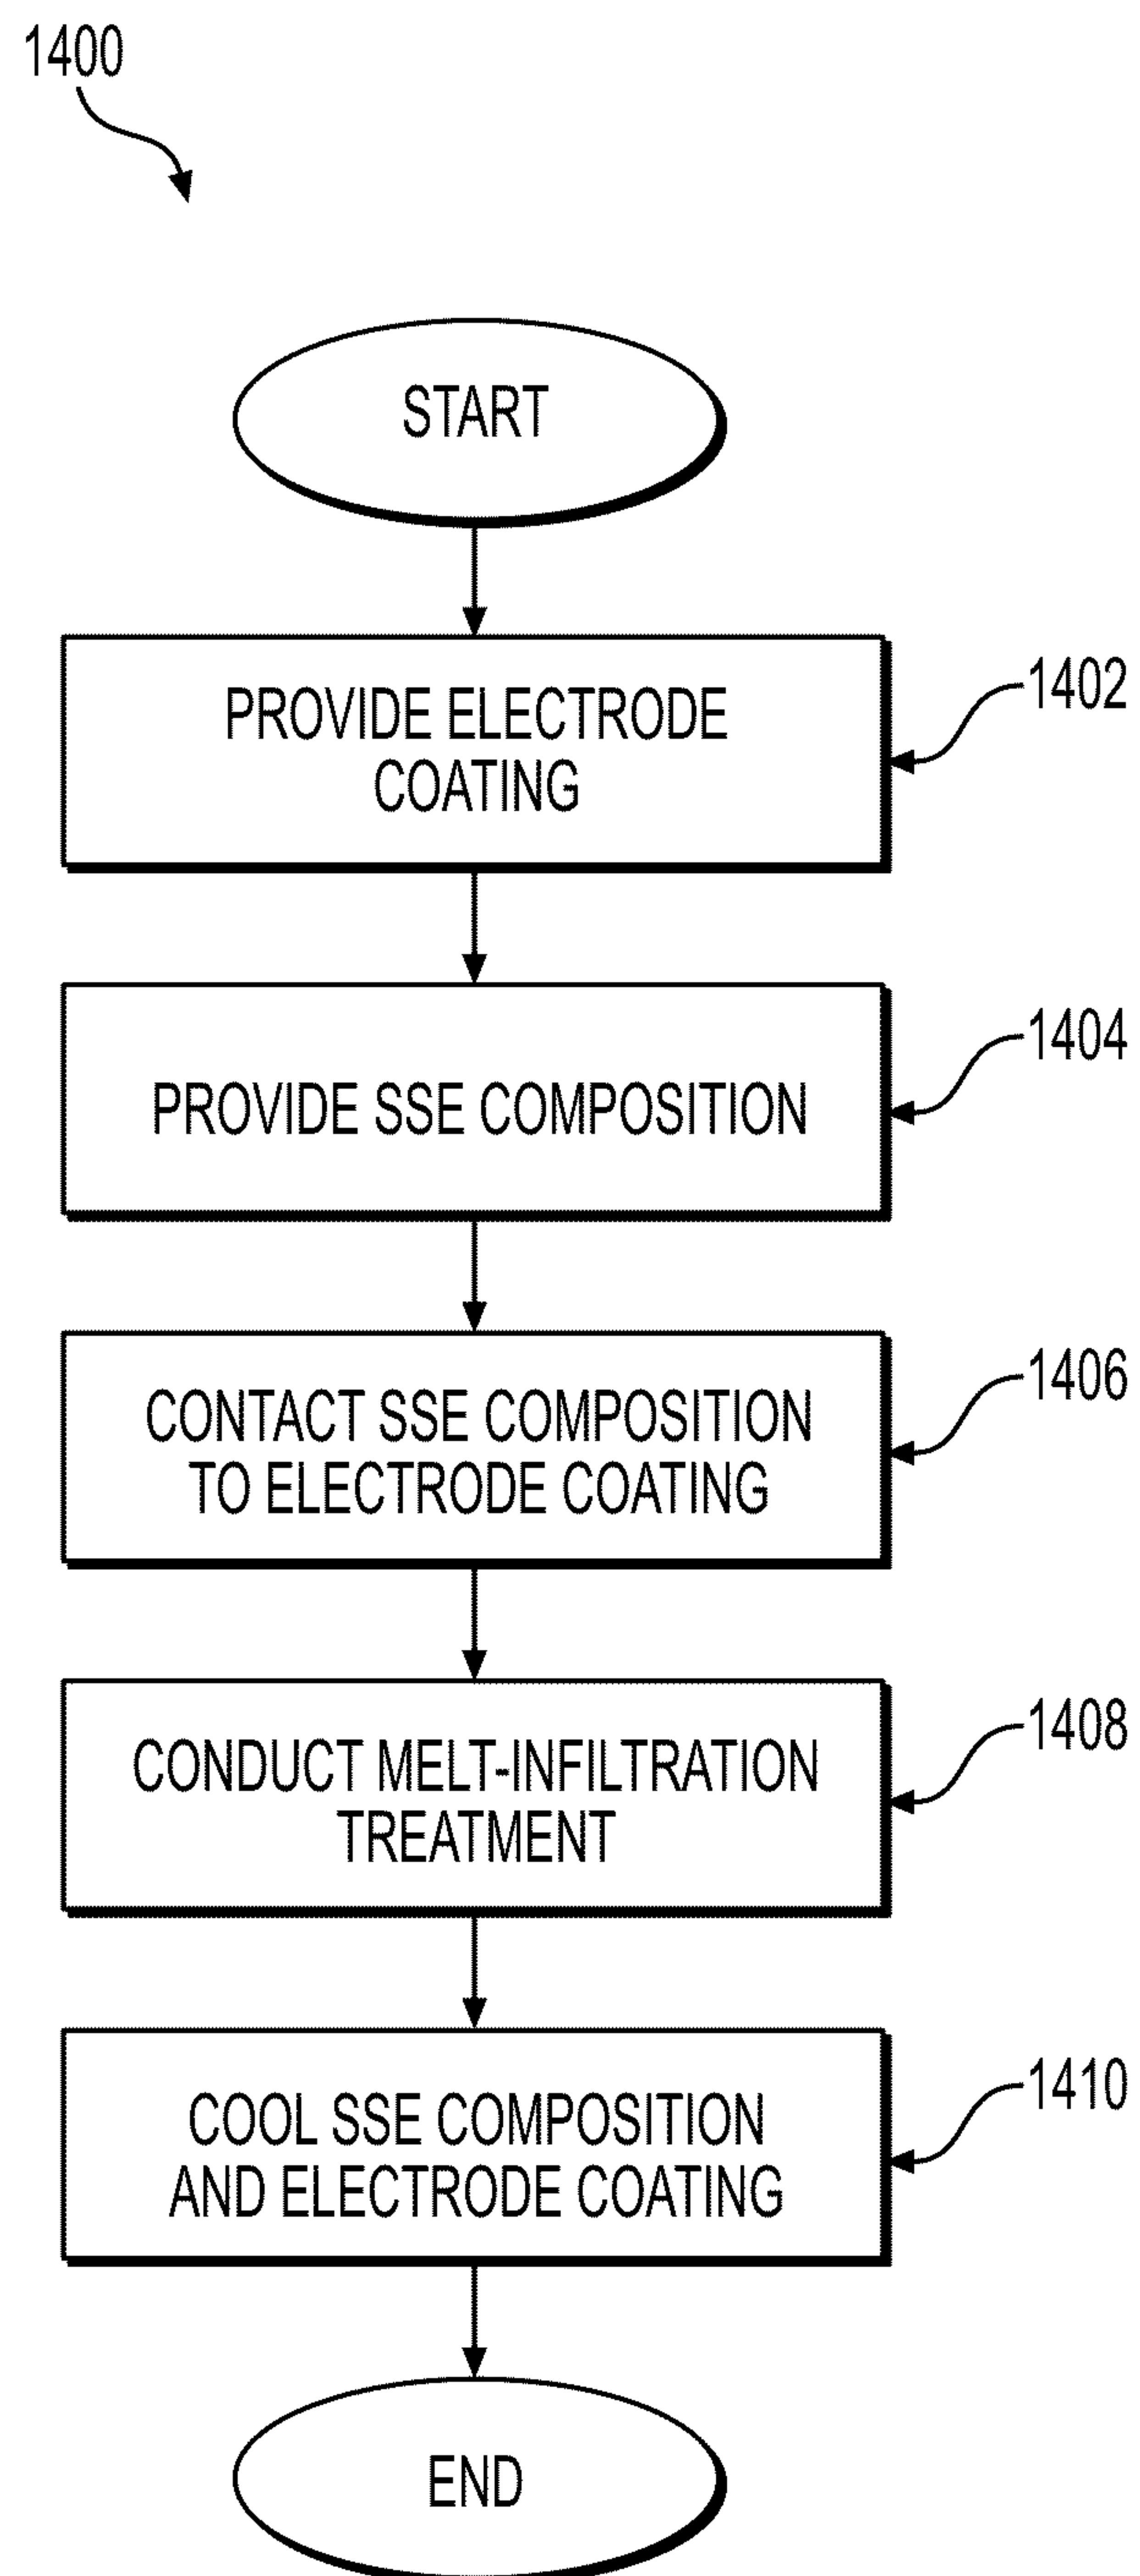 1400
START
PROVIDE ELECTRODE
COATING
1402
PROVIDE SSE COMPOSITION
1404
CONTACT SSE COMPOSITION
TO ELECTRODE COATING
1406
CONDUCT MELT-INFILTRATION
TREATMENT
1408
COOL SSE COMPOSITION
AND ELECTRODE COATING
1410
END